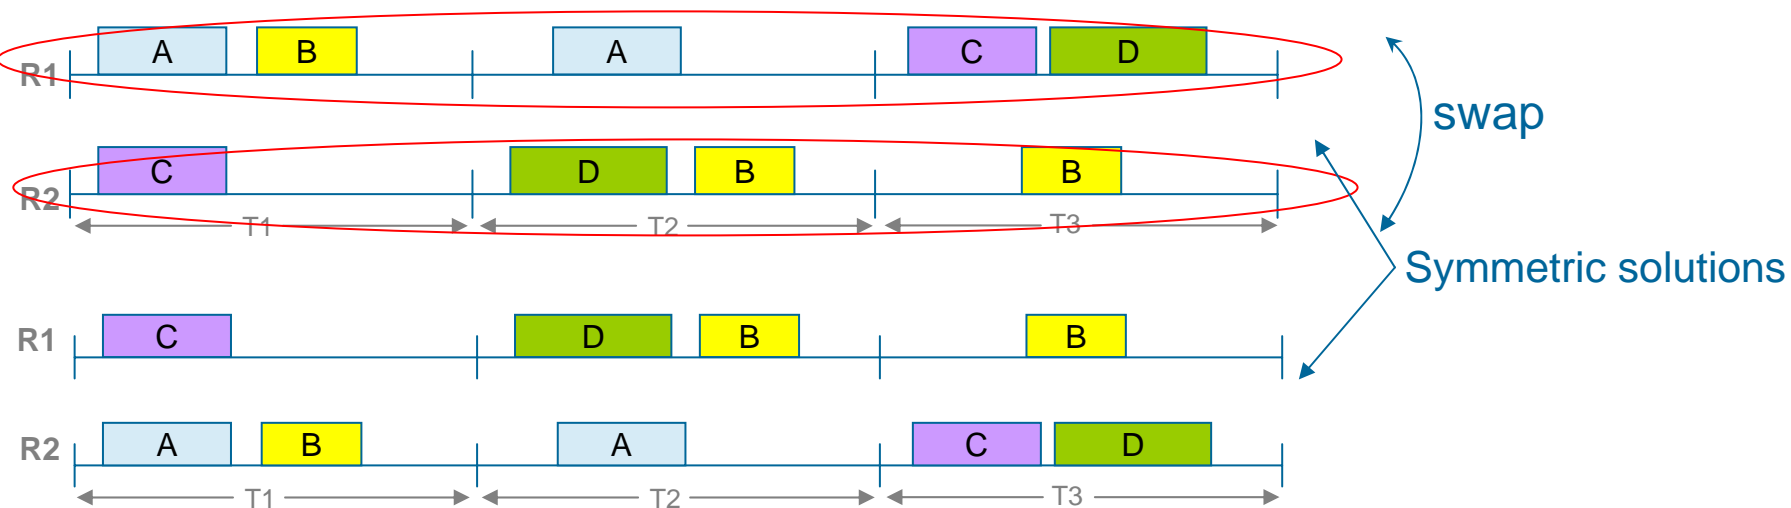 A B A C D
R1
swap
C D B B
R2
T1 T2 T3
Symmetric solutions
R1 C D B B
R2 A B A C D
T1 T2 T3